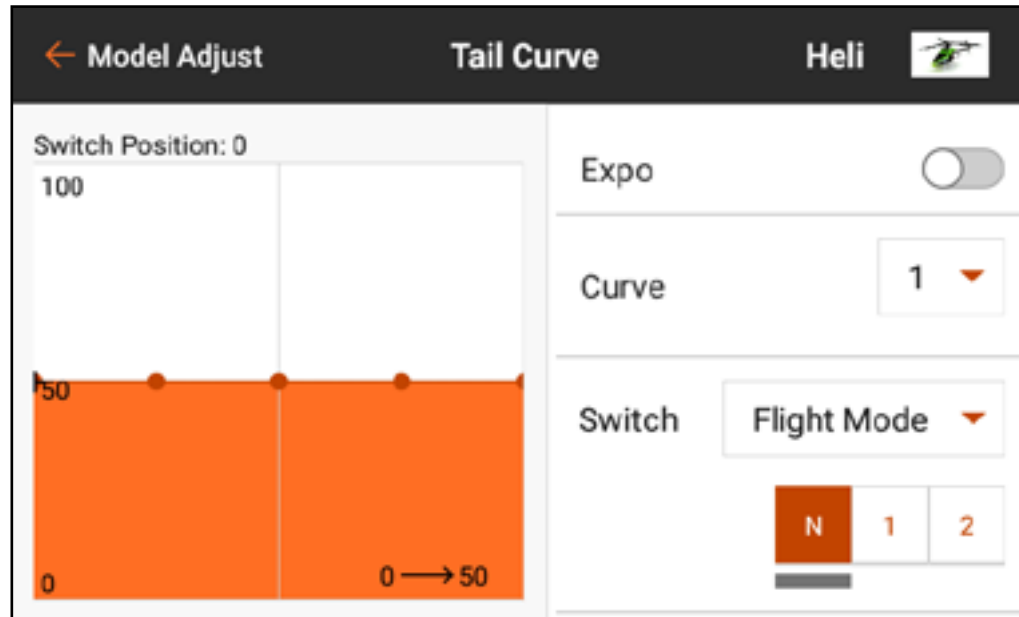 ← Model Adjust Tail Curve Heli
Switch Position: 0
100
50
0
0 → 50
Expo
Curve 1
Switch Flight Mode
N 1 2